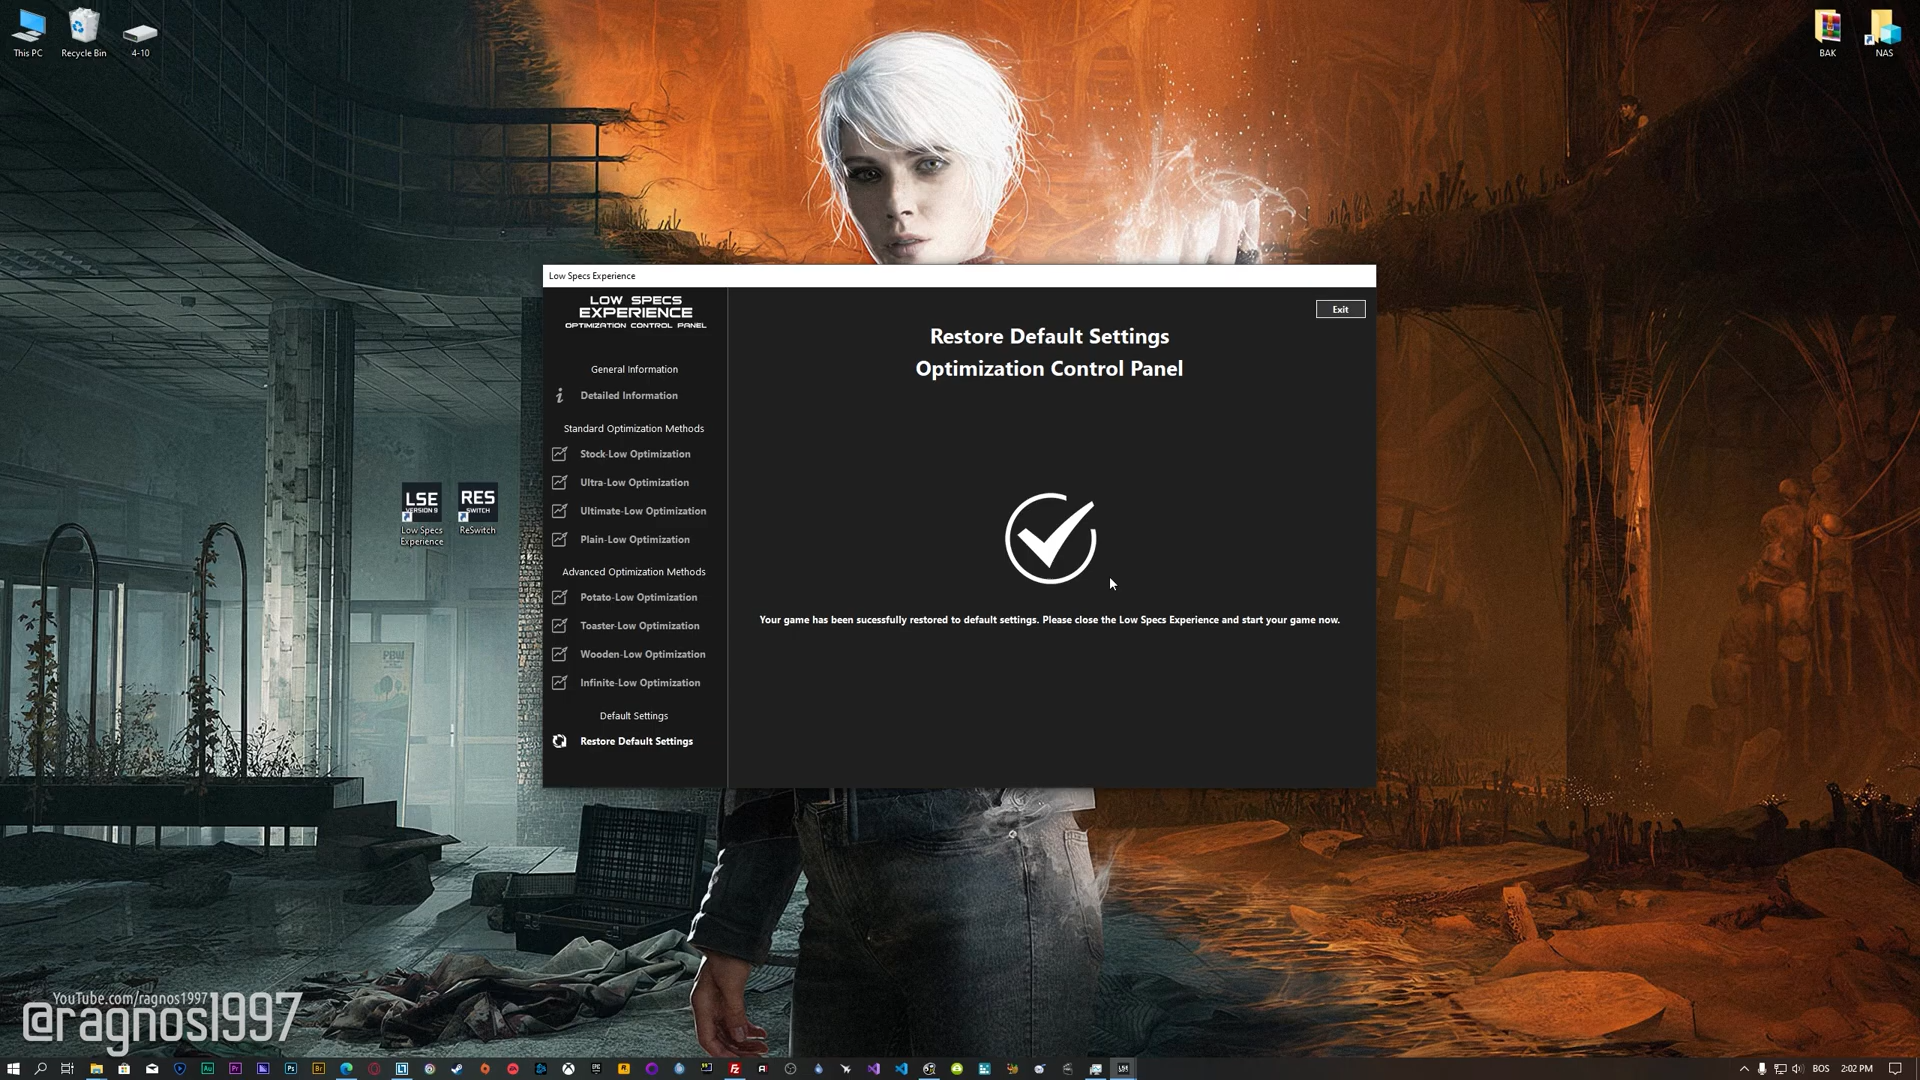 This PC
Recycle Bin
4-10
BAK
NAS
Low Specs Experience
LOW SPECS
EXPERIENCE
OPTIMIZATION CONTROL PANEL
General Information
Detailed Information
Standard Optimization Methods
Stock-Low Optimization
Ultra-Low Optimization
Ultimate-Low Optimization
Plain-Low Optimization
Advanced Optimization Methods
Potato-Low Optimization
Toaster-Low Optimization
Wooden-Low Optimization
Infinite-Low Optimization
Default Settings
Restore Default Settings
Exit
Restore Default Settings
Optimization Control Panel
Your game has been sucessfully restored to default settings. Please close the Low Specs Experience and start your game now.
LSE
VERSION 9
Low Specs
Experience
RES
SWITCH
ReSwitch
YouTube.com/ragnos1997
@ragnos1997
BOS
2:02 PM